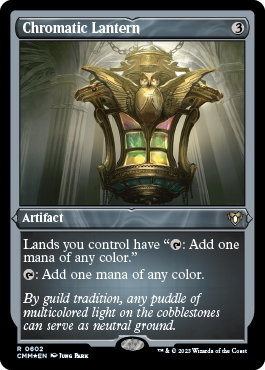 Chromatic Lantern 3
Artifact
Lands you control have “T: Add one
mana of any color.”
T: Add one mana of any color.
By guild tradition, any puddle of
multicolored light on the cobblestones
can serve as neutral ground.
R 0602
CMM★EN Jung Park
™ & © 2023 Wizards of the Coast